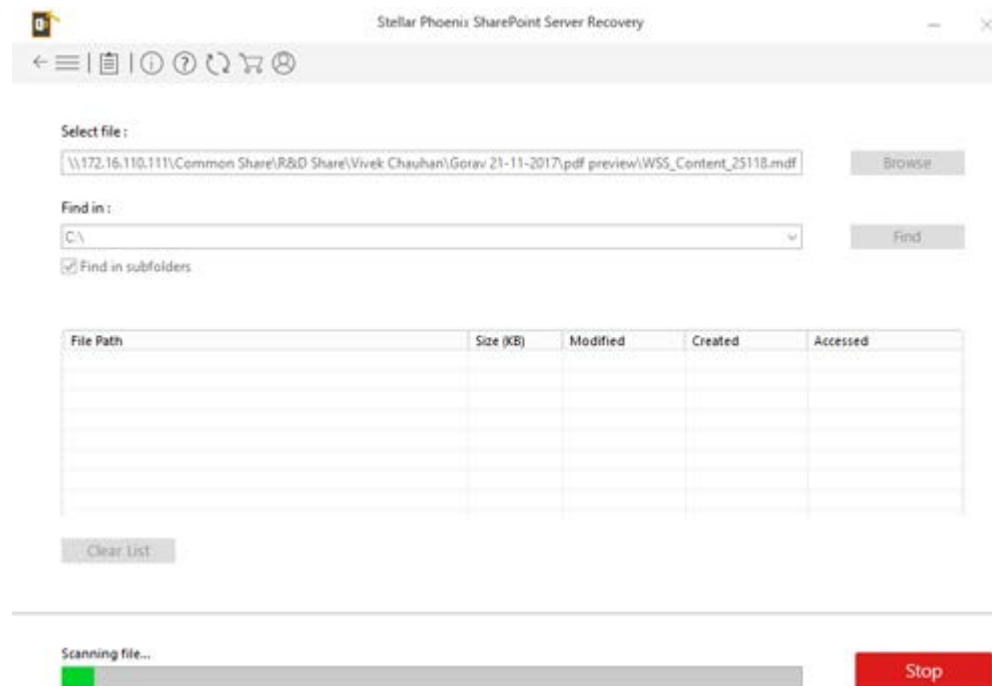 Stellar Phoenix SharePoint Server Recovery
Select file :
\\172.16.110.111\Common Share\R&D Share\Vivek Chauhan\Gorav 21-11-2017\pdf preview\WSS_Content_25118.mdf
Browse
Find in :
C:\
Find
Find in subfolders
File Path Size (KB) Modified Created Accessed
Clear List
Scanning file...
Stop